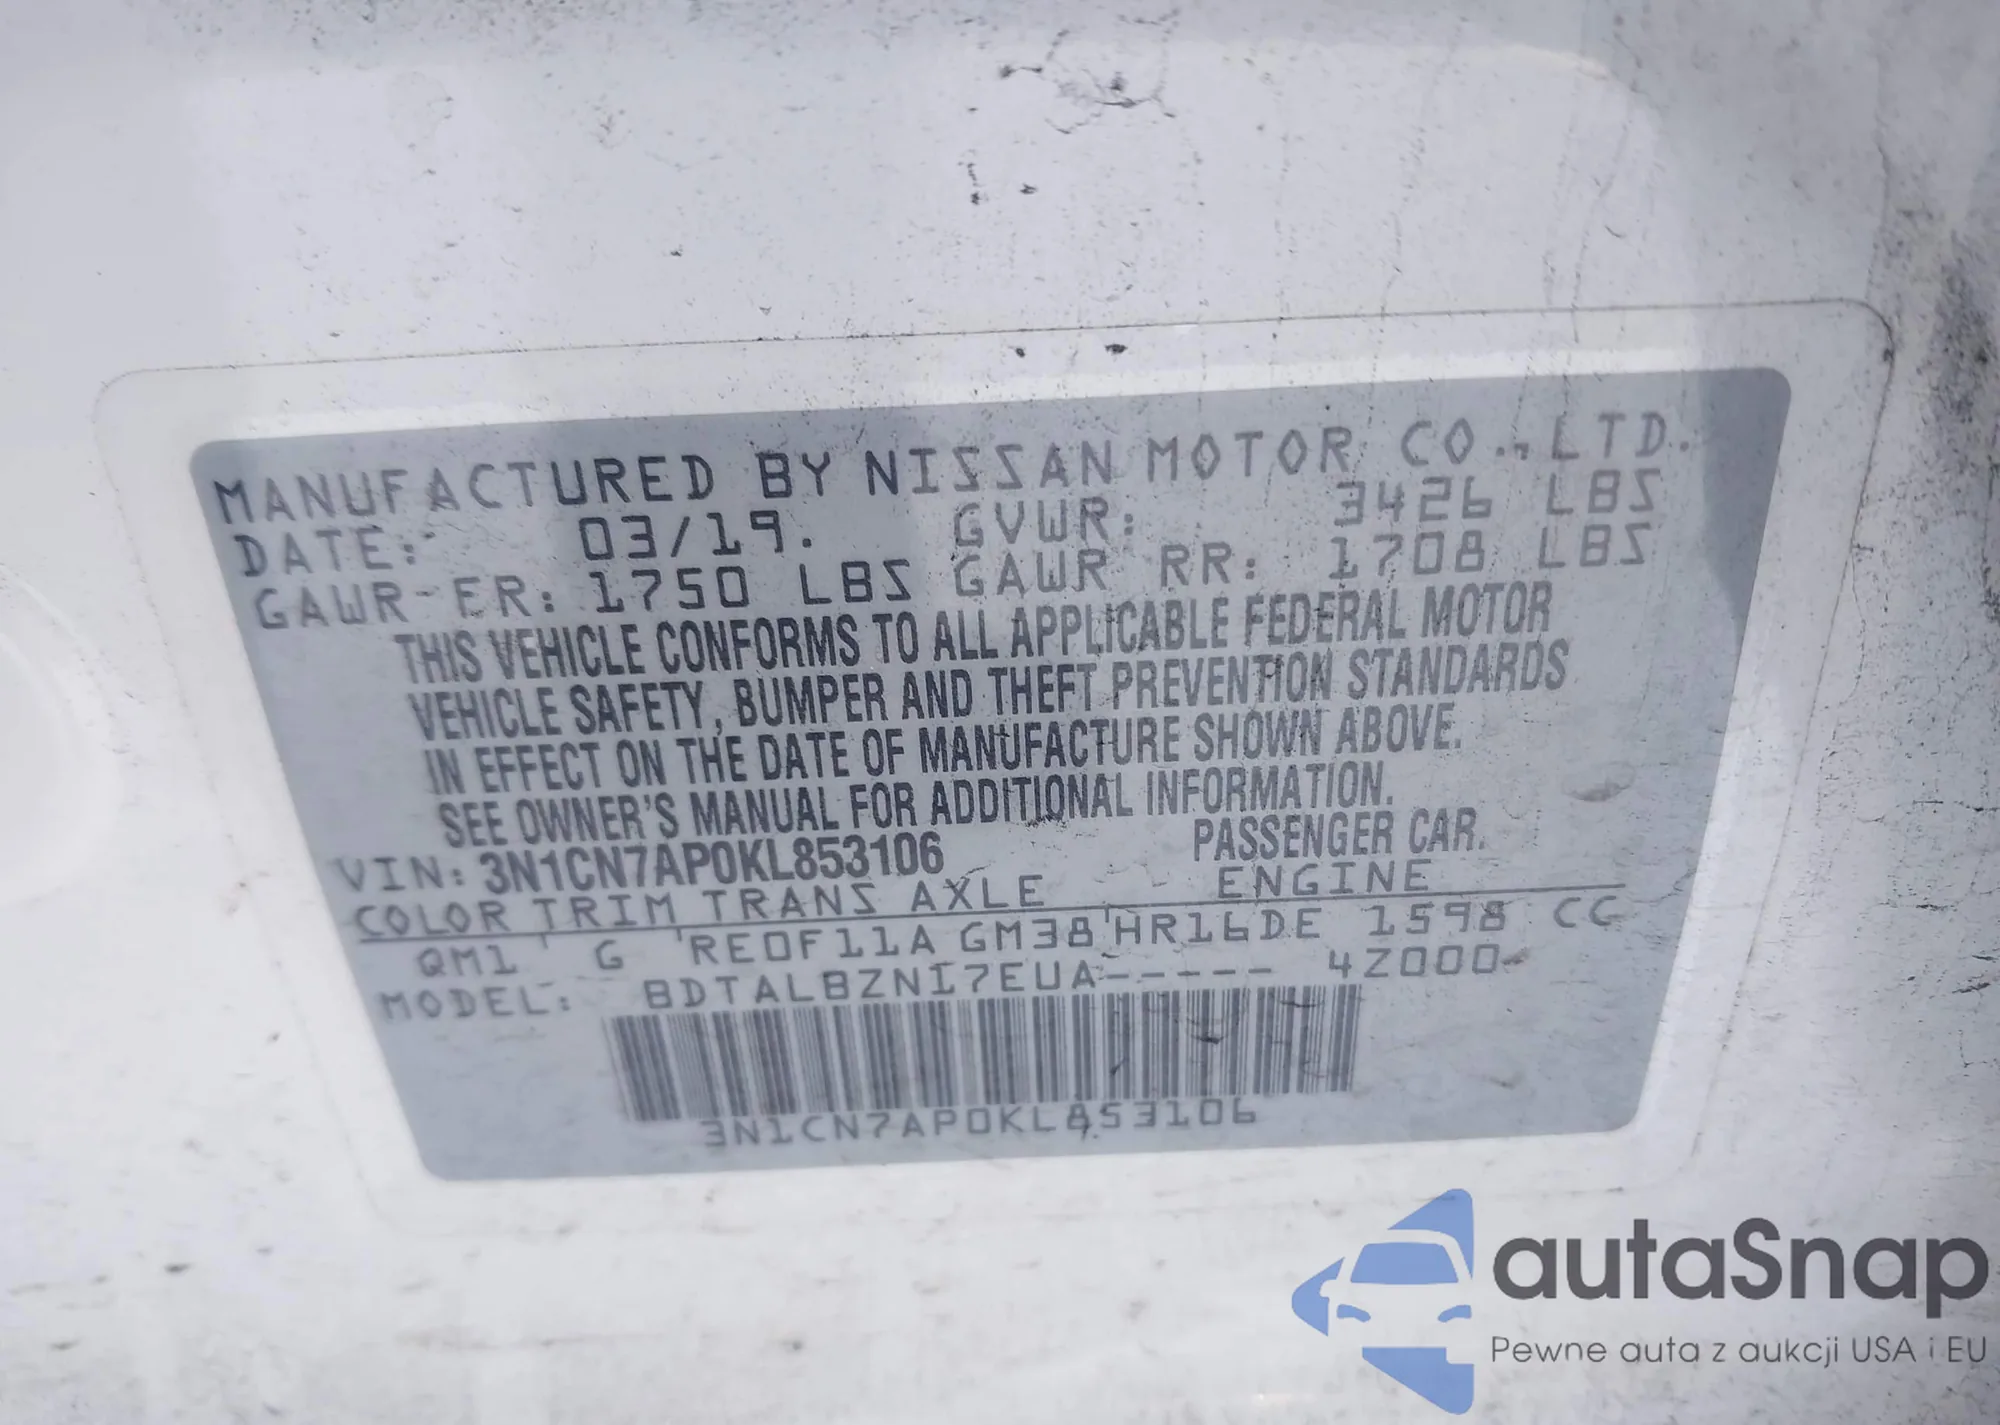 MANUFACTURED BY NISSAN MOTOR CO., LTD.
DATE: 03/19. GVWR: 3426 LBS
GAWR FR: 1750 LBS GAWR RR: 1708 LBS
THIS VEHICLE CONFORMS TO ALL APPLICABLE FEDERAL MOTOR
VEHICLE SAFETY, BUMPER AND THEFT PREVENTION STANDARDS
IN EFFECT ON THE DATE OF MANUFACTURE SHOWN ABOVE.
SEE OWNER'S MANUAL FOR ADDITIONAL INFORMATION.
VIN: 3N1CN7AP0KL853106 PASSENGER CAR.
COLOR TRIM TRANS AXLE ENGINE
QM1 G RE0F11A GM38 HR16DE 1598 CC
MODEL: BDTALBZN17EUA----- 4Z000-
3N1CN7AP0KL853106
autaSnap
Pewne auta z aukcji USA i EU